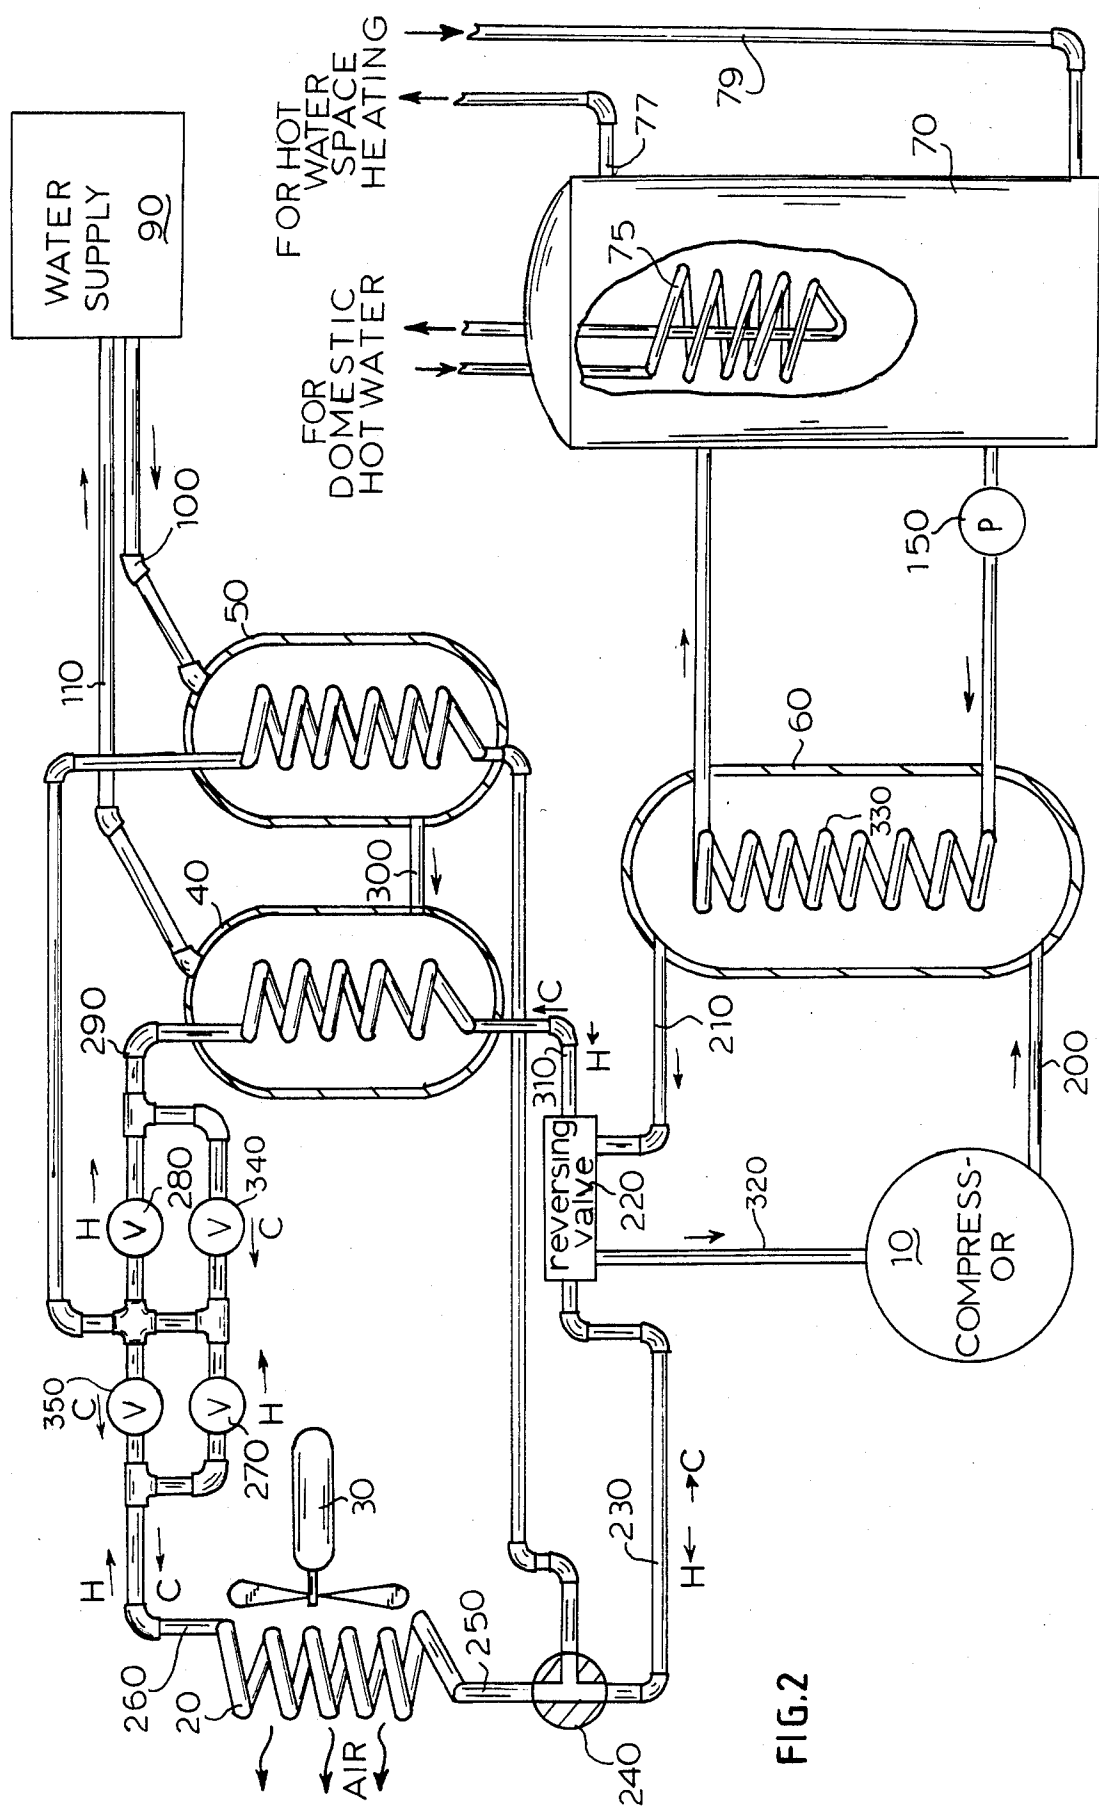 WATER
SUPPLY
90
FOR HOT
WATER
SPACE
HEATING
79
77
70
FOR
DOMESTIC
HOT WATER
75
100
110
50
150
P
40
300
60
330
290
310
C
H
210
200
H
280
340
C
reversing
valve
220
320
10
COMPRESS-
OR
350
C
V
V
V
V
270
H
30
H
C
230
H
C
260
20
250
AIR
240
FIG.2